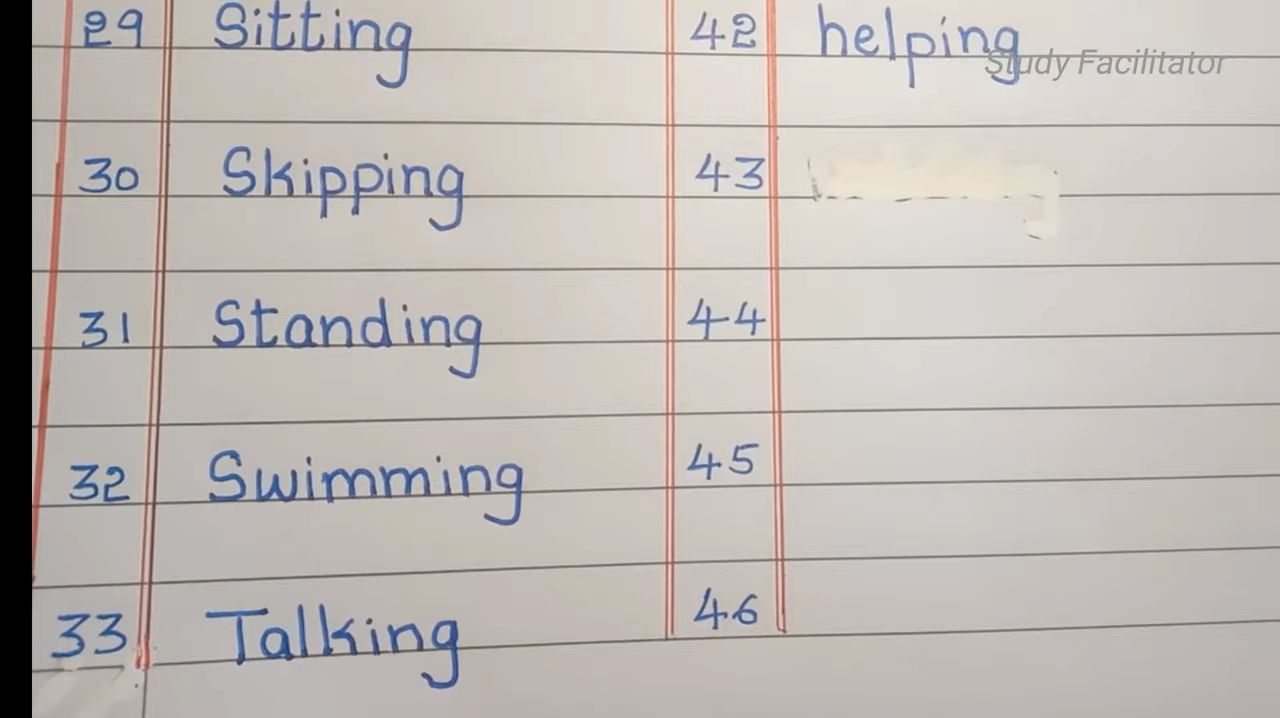 29 Sitting 42 helping
Study Facilitator
30 Skipping 43
31 Standing 44
32 Swimming 45
33 Talking 46